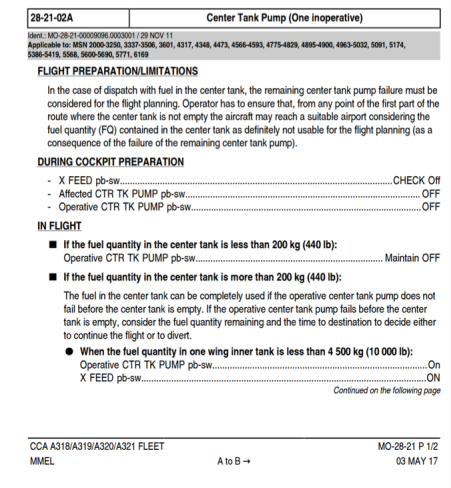 28-21-02A Center Tank Pump (One inoperative)
Ident.: MO-28-21-00009096.0003001 / 29 NOV 11
Applicable to: MSN 2000-3250, 3337-3506, 3601, 4317, 4348, 4473, 4566-4593, 4775-4829, 4895-4900, 4963-5032, 5091, 5174,
5386-5419, 5568, 5600-5690, 5771, 6169
FLIGHT PREPARATION/LIMITATIONS
In the case of dispatch with fuel in the center tank, the remaining center tank pump failure must be
considered for the flight planning. Operator has to ensure that, from any point of the first part of the
route where the center tank is not empty the aircraft may reach a suitable airport considering the
fuel quantity (FQ) contained in the center tank as definitely not usable for the flight planning (as a
consequence of the failure of the remaining center tank pump).
DURING COCKPIT PREPARATION
- X FEED pb-sw...CHECK Off
- Affected CTR TK PUMP pb-sw...OFF
- Operative CTR TK PUMP pb-sw...OFF
IN FLIGHT
■ If the fuel quantity in the center tank is less than 200 kg (440 lb):
Operative CTR TK PUMP pb-sw... Maintain OFF
■ If the fuel quantity in the center tank is more than 200 kg (440 lb):
The fuel in the center tank can be completely used if the operative center tank pump does not
fail before the center tank is empty. If the operative center tank pump fails before the center
tank is empty, consider the fuel quantity remaining and the time to destination to decide either
to continue the flight or to divert.
● When the fuel quantity in one wing inner tank is less than 4 500 kg (10 000 lb):
Operative CTR TK PUMP pb-sw...On
X FEED pb-sw...ON
Continued on the following page
CCA A318/A319/A320/A321 FLEET MO-28-21 P 1/2
MMEL A to B → 03 MAY 17